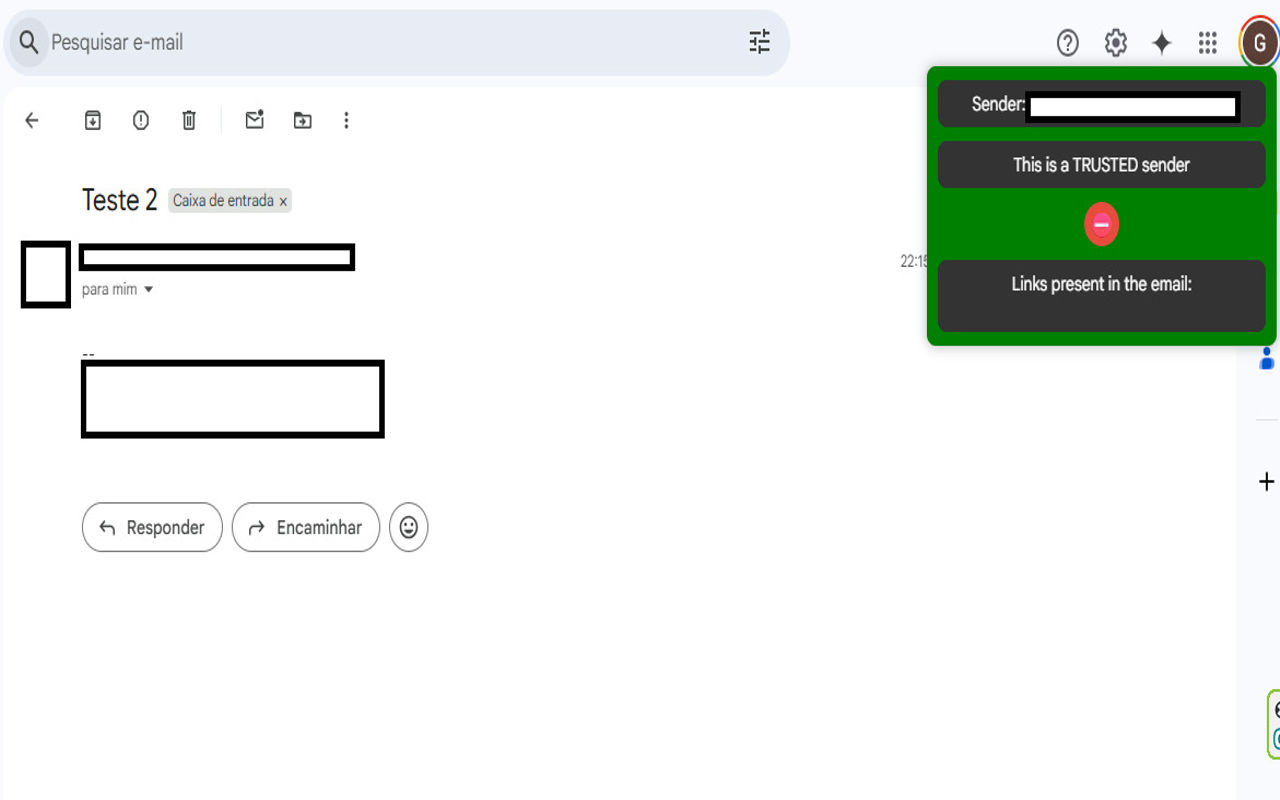 Pesquisar e-mail
G
Sender:
This is a TRUSTED sender
Links present in the email:
Teste 2 Caixa de entrada x
22:15
para mim
--
Responder Encaminhar